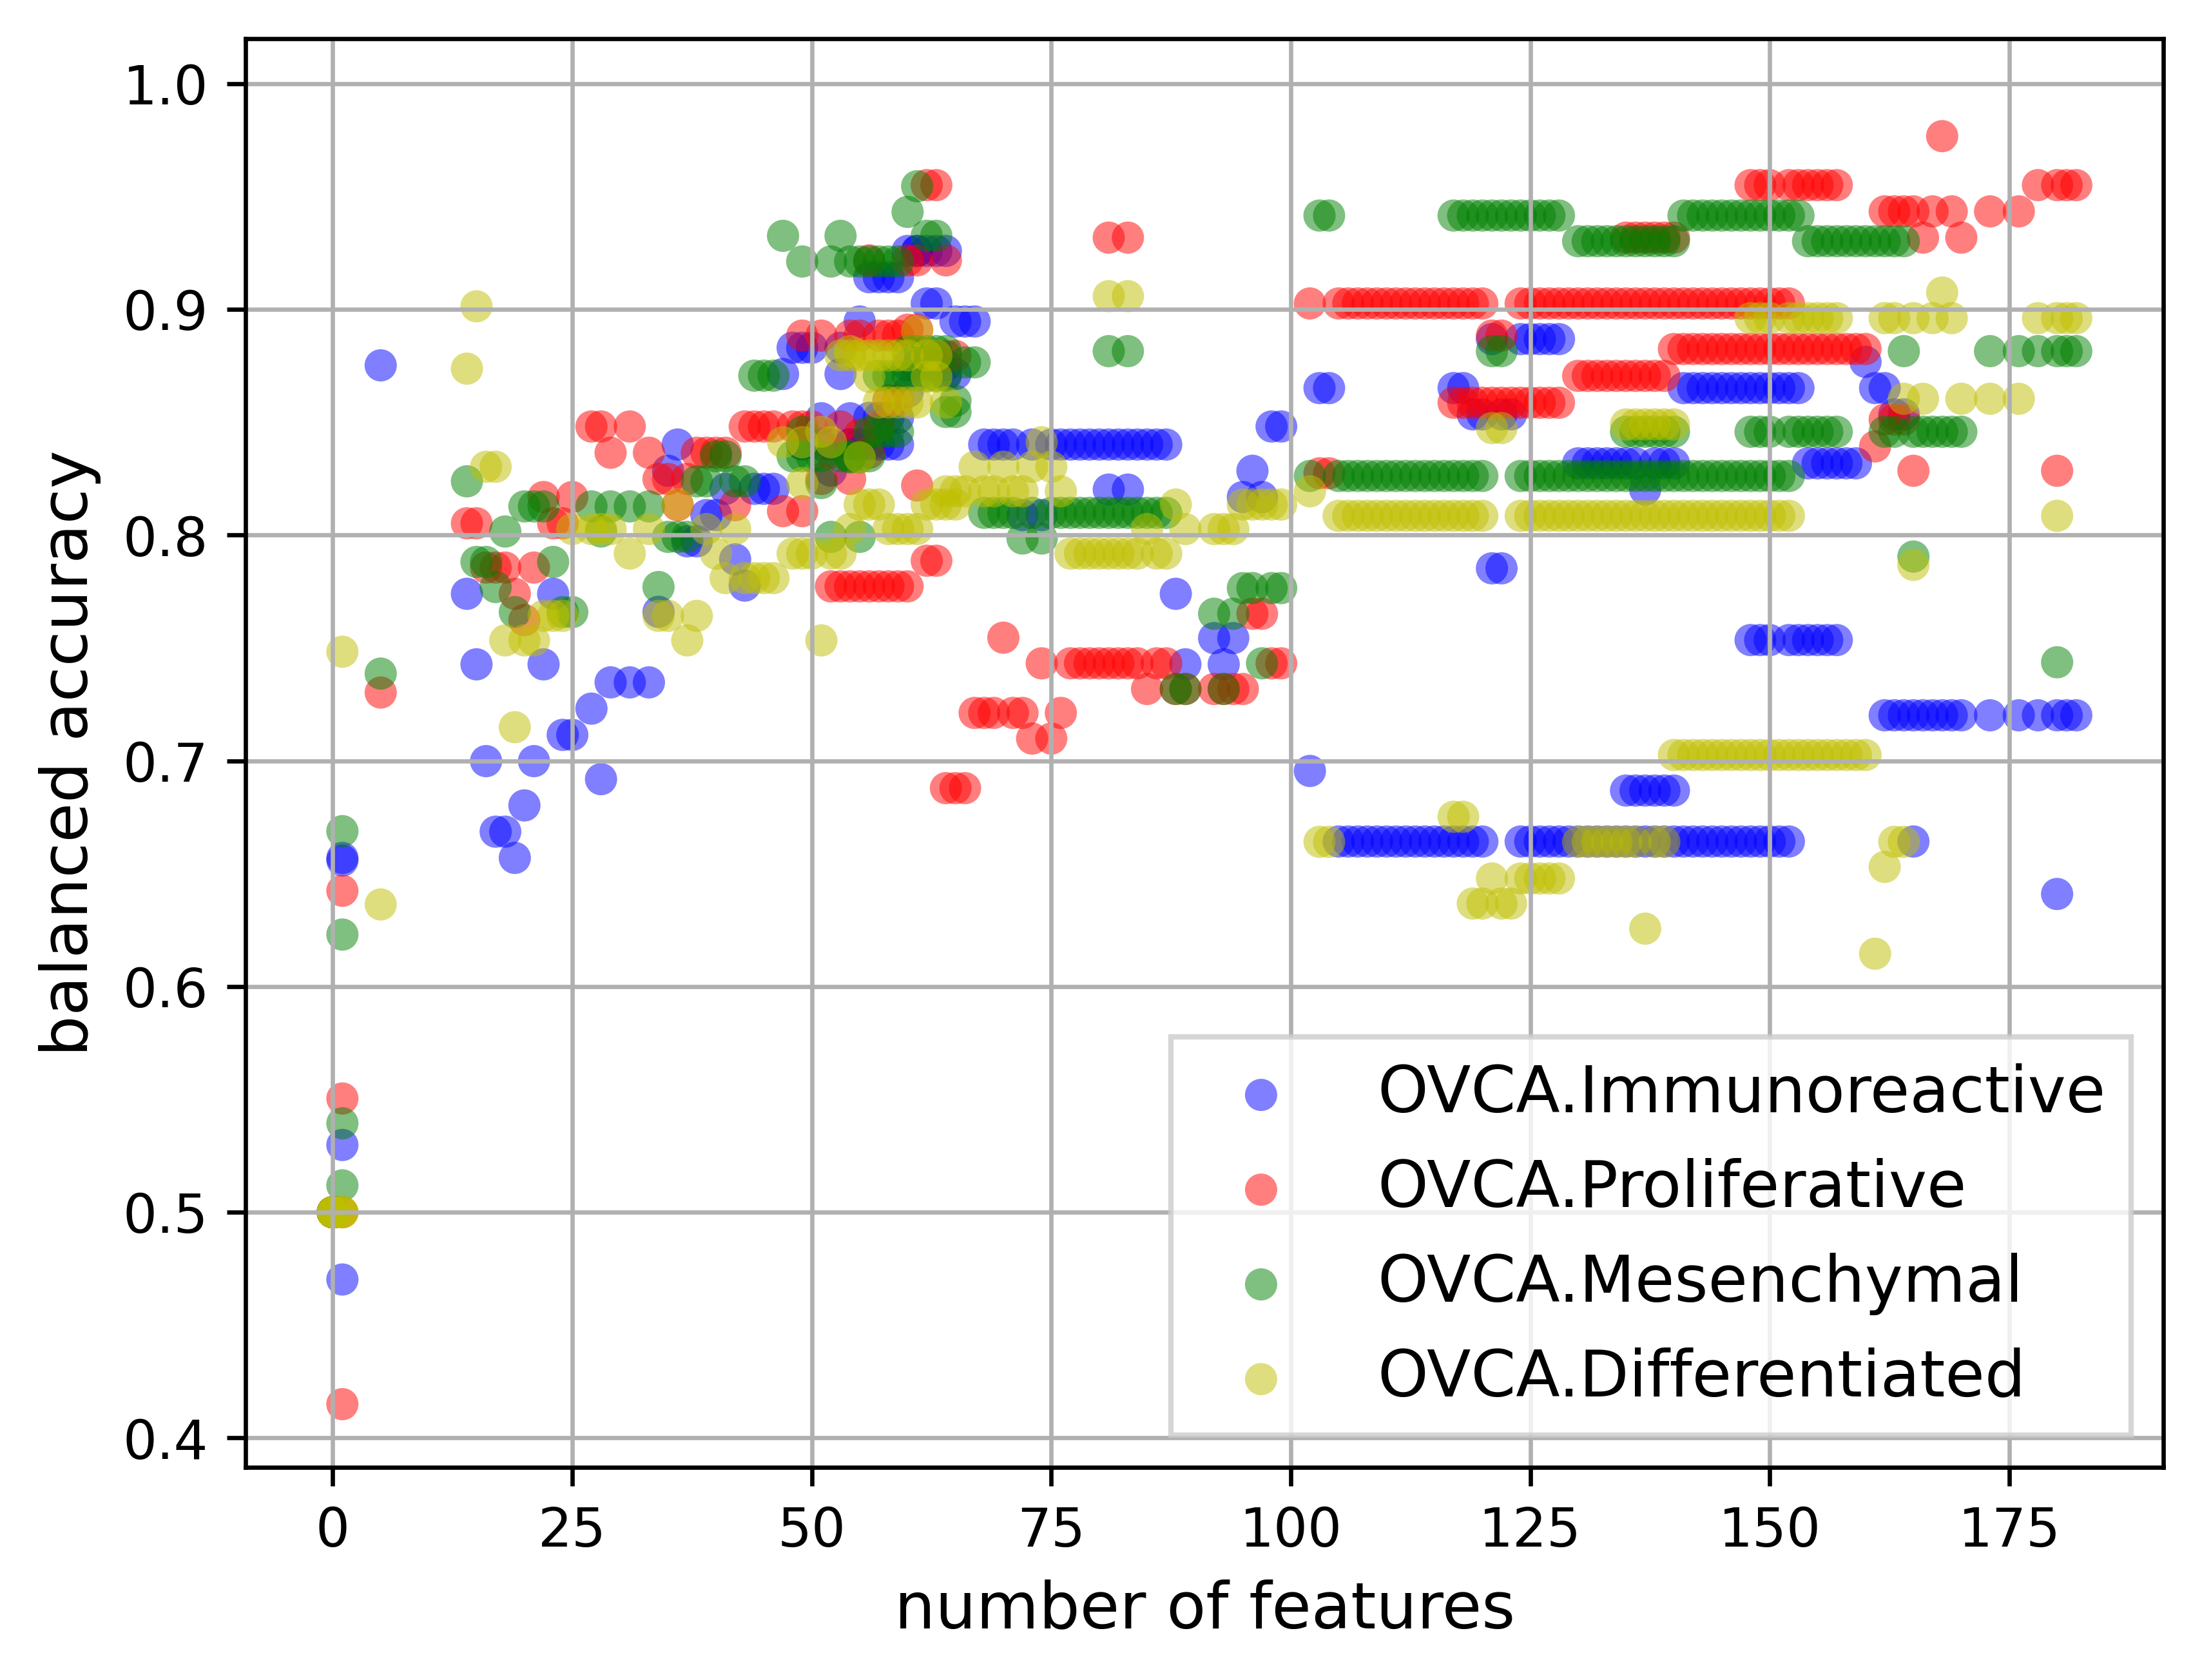 1.0
0.9
0.8
0.7
0.6
0.5
0.4
balanced accuracy
OVCA.Immunoreactive
OVCA.Proliferative
OVCA.Mesenchymal
OVCA.Differentiated
0 25 50 75 100 125 150 175
number of features